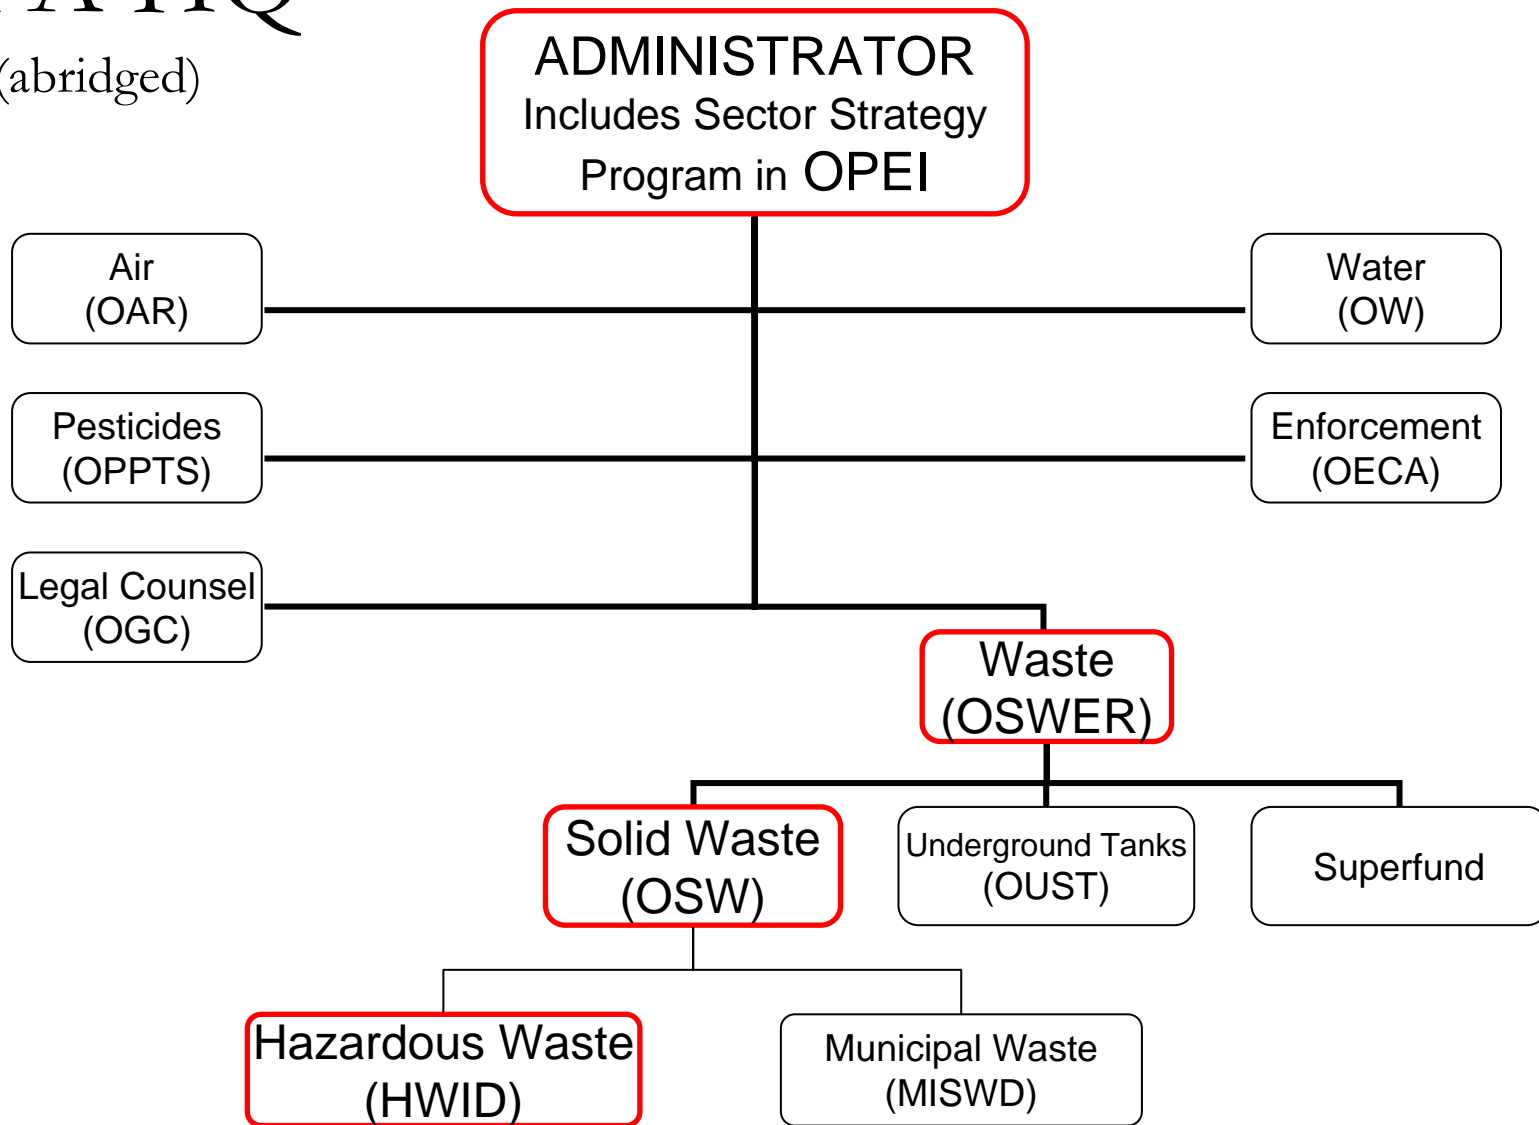 HQ
(abridged)
ADMINISTRATOR
Includes Sector Strategy
Program in OPEI
Air
(OAR)
Water
(OW)
Pesticides
(OPPTS)
Enforcement
(OECA)
Legal Counsel
(OGC)
Waste
(OSWER)
Solid Waste
(OSW)
Underground Tanks
(OUST)
Superfund
Hazardous Waste
(HWID)
Municipal Waste
(MISWD)